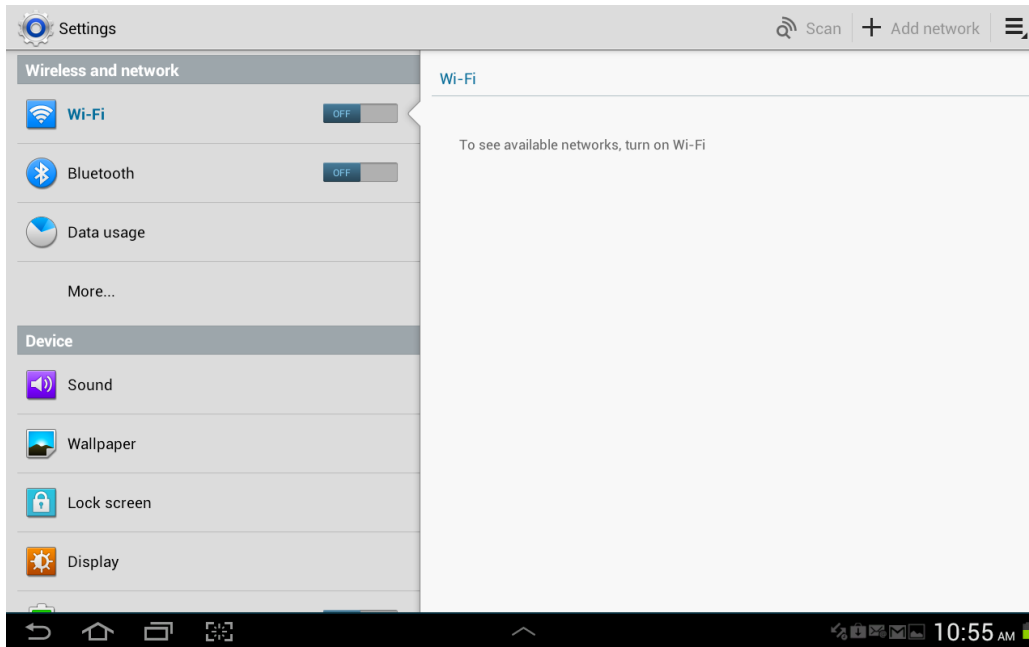 Settings
Scan
Add network
Wireless and network
Wi-Fi
OFF
Bluetooth
OFF
Data usage
More...
Device
Sound
Wallpaper
Lock screen
Display
Wi-Fi
To see available networks, turn on Wi-Fi
10:55 AM